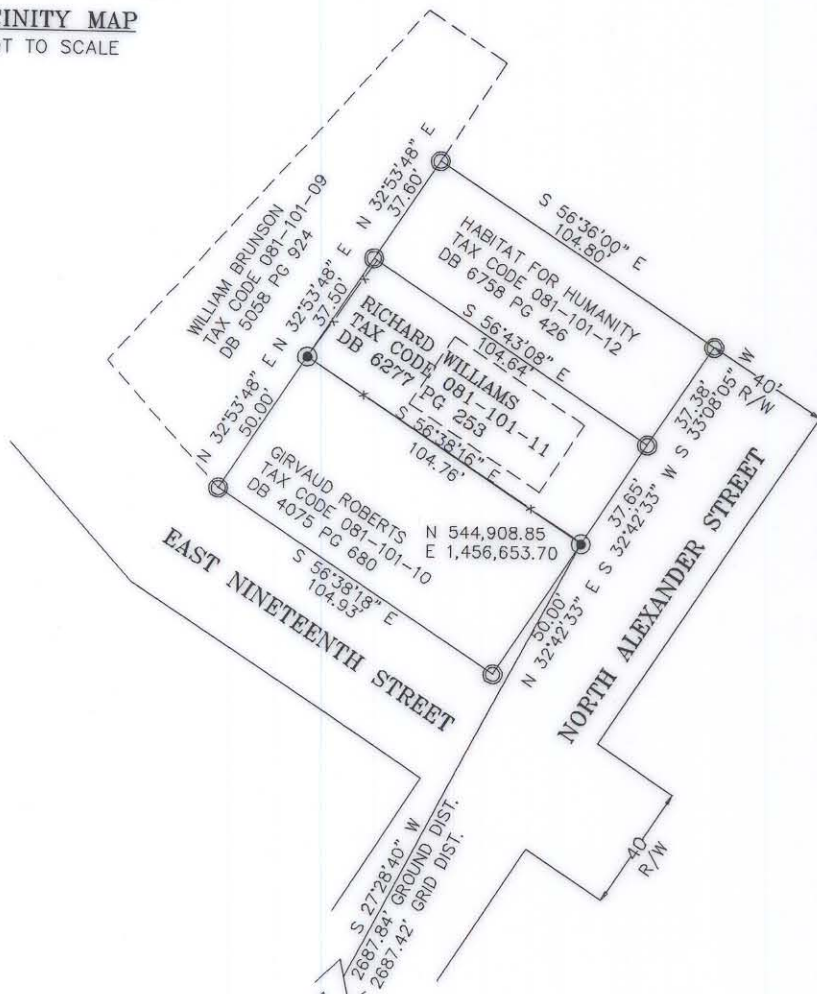 CINITY MAP
OT TO SCALE
N 32°53'48" E
37.60'
S 56°36'00" E
104.80'
WILLIAM BRUNSON
TAX CODE 081-101-09
DB 5058 PG 924
HABITAT FOR HUMANITY
TAX CODE 081-101-12
DB 6758 PG 426
N 32°53'48" E
37.50'
S 56°43'08" E
104.64'
RICHARD WILLIAMS
TAX CODE 081-101-11
DB 6277 PG 253
40'
R/W
37.38'
S 33°08'05" W
N 32°53'48" E
50.00'
S 56°38'16" E
104.76'
37.65'
S 32°42'33" W
GIRVAUD ROBERTS
TAX CODE 081-101-10
DB 4075 PG 680
N 544,908.85
E 1,456,653.70
S 56°38'18" E
104.93'
50.00'
N 32°42'33" E
EAST NINETEENTH STREET
NORTH ALEXANDER STREET
40'
R/W
S 27°28'40" W
2687.84' GROUND DIST.
2687.42' GRID DIST.